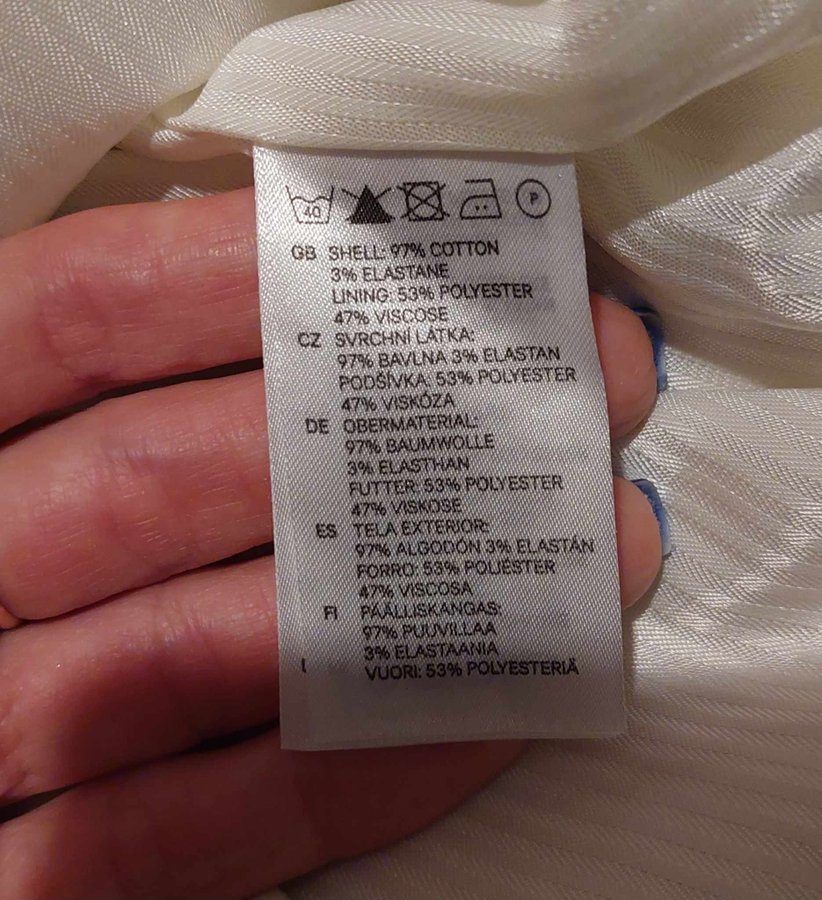 40 P
GB SHELL: 97% COTTON
3% ELASTANE
LINING: 53% POLYESTER
47% VISCOSE
CZ SVRCHNÍ LÁTKA:
97% BAVLNA 3% ELASTAN
PODŠÍVKA: 53% POLYESTER
47% VISKÓZA
DE OBERMATERIAL:
97% BAUMWOLLE
3% ELASTHAN
FUTTER: 53% POLYESTER
47% VISKOSE
ES TELA EXTERIOR:
97% ALGODÓN 3% ELASTÁN
FORRO: 53% POLIÉSTER
47% VISCOSA
FI PÄÄLLISKANGAS:
97% PUUVILLAA
3% ELASTAANIA
VUORI: 53% POLYESTERIÄ